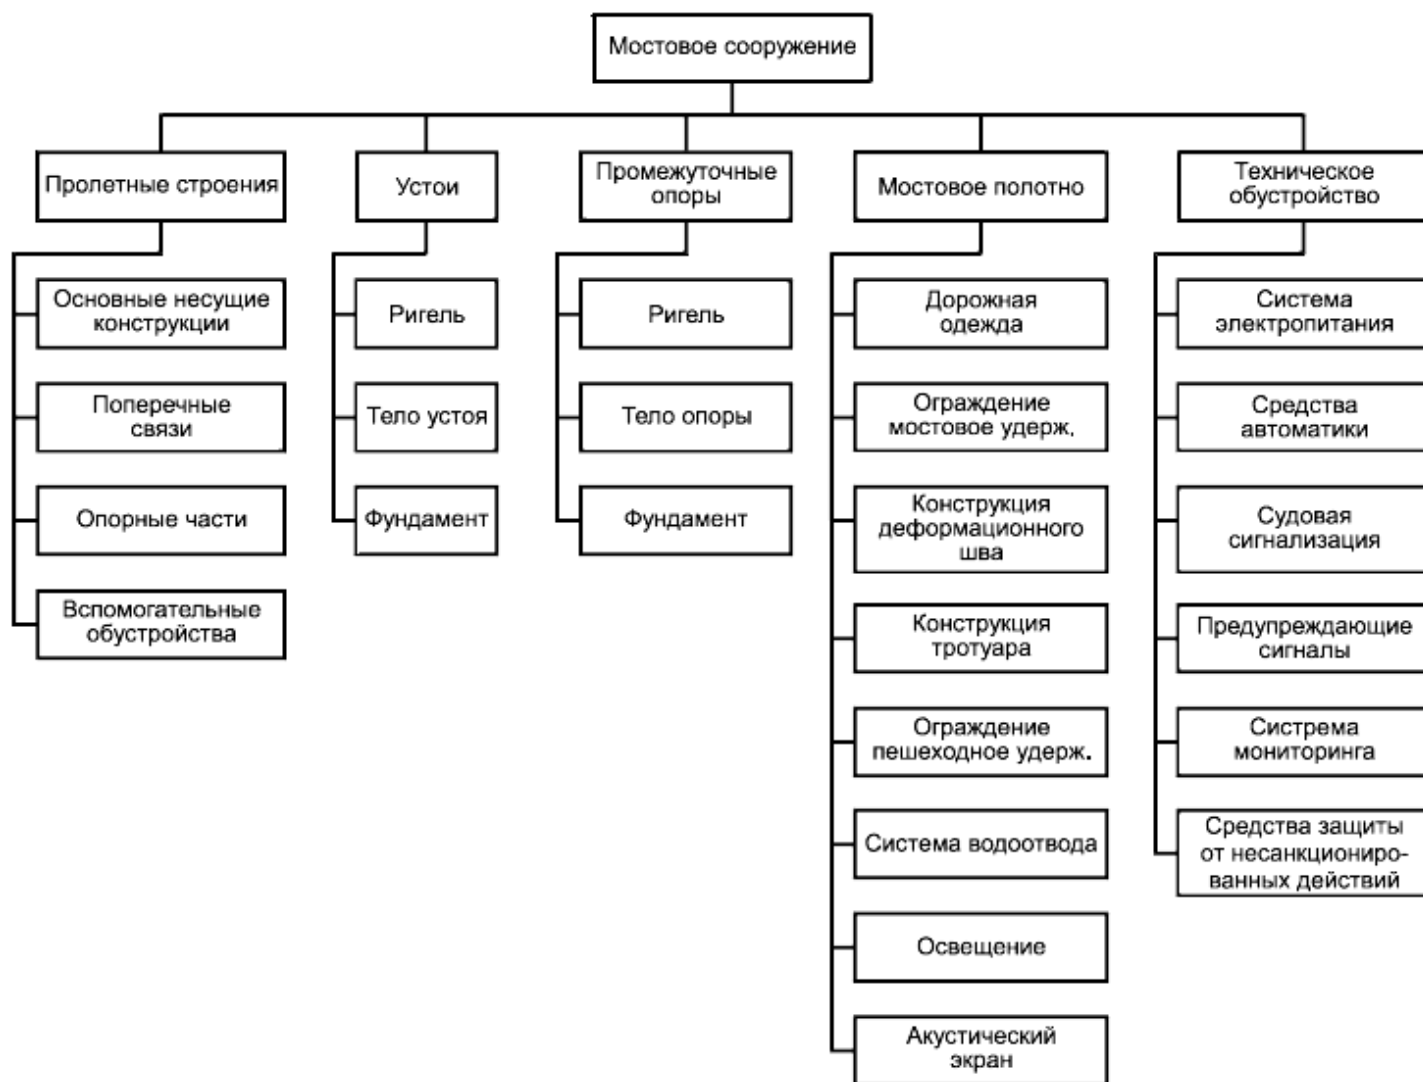 Мостовое сооружение
Пролетные строения
Устои
Промежуточные
опоры
Мостовое полотно
Техническое
обустройство
Основные несущие
конструкции
Поперечные
связи
Опорные части
Вспомогательные
обустройства
Ригель
Тело устоя
Фундамент
Ригель
Тело опоры
Фундамент
Дорожная
одежда
Ограждение
мостовое удерж.
Конструкция
деформационного
шва
Конструкция
тротуара
Ограждение
пешеходное удерж.
Система водоотвода
Освещение
Акустический
экран
Система
электропитания
Средства
автоматики
Судовая
сигнализация
Предупреждающие
сигналы
Систрема
мониторинга
Средства защиты
от несанкциониро-
ванных действий